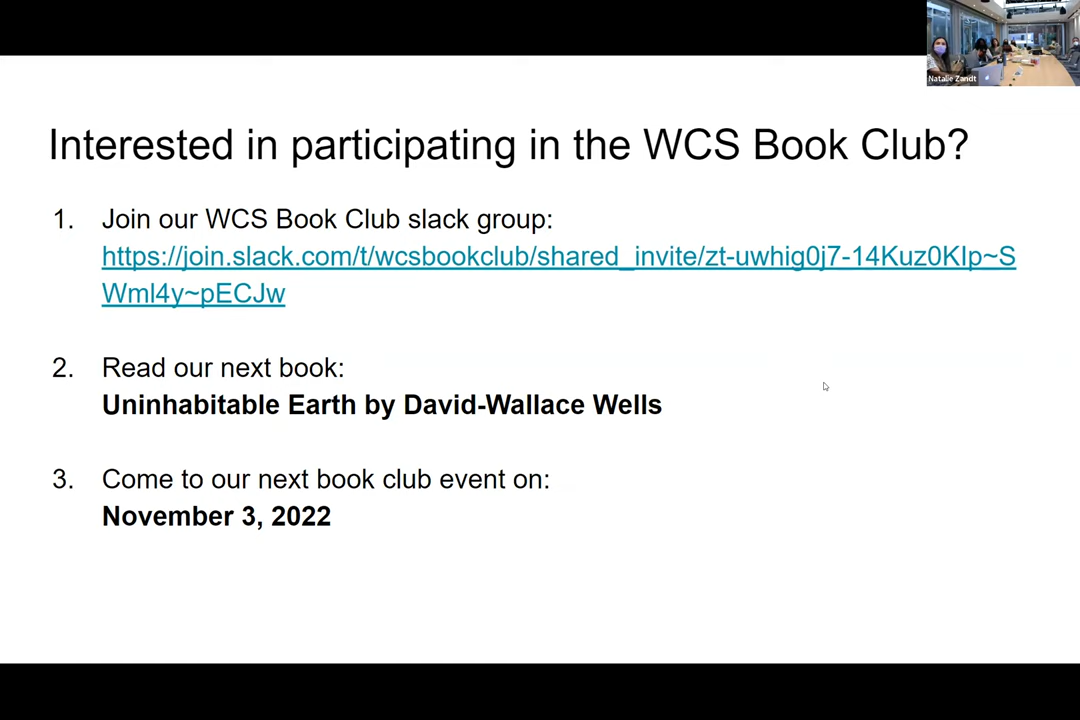 Natalie Zandt
Interested in participating in the WCS Book Club?
1. Join our WCS Book Club slack group:
https://join.slack.com/t/wcsbookclub/shared_invite/zt-uwhig0j7-14Kuz0KIp~S
Wml4y~pECJw
2. Read our next book:
Uninhabitable Earth by David-Wallace Wells
3. Come to our next book club event on:
November 3, 2022